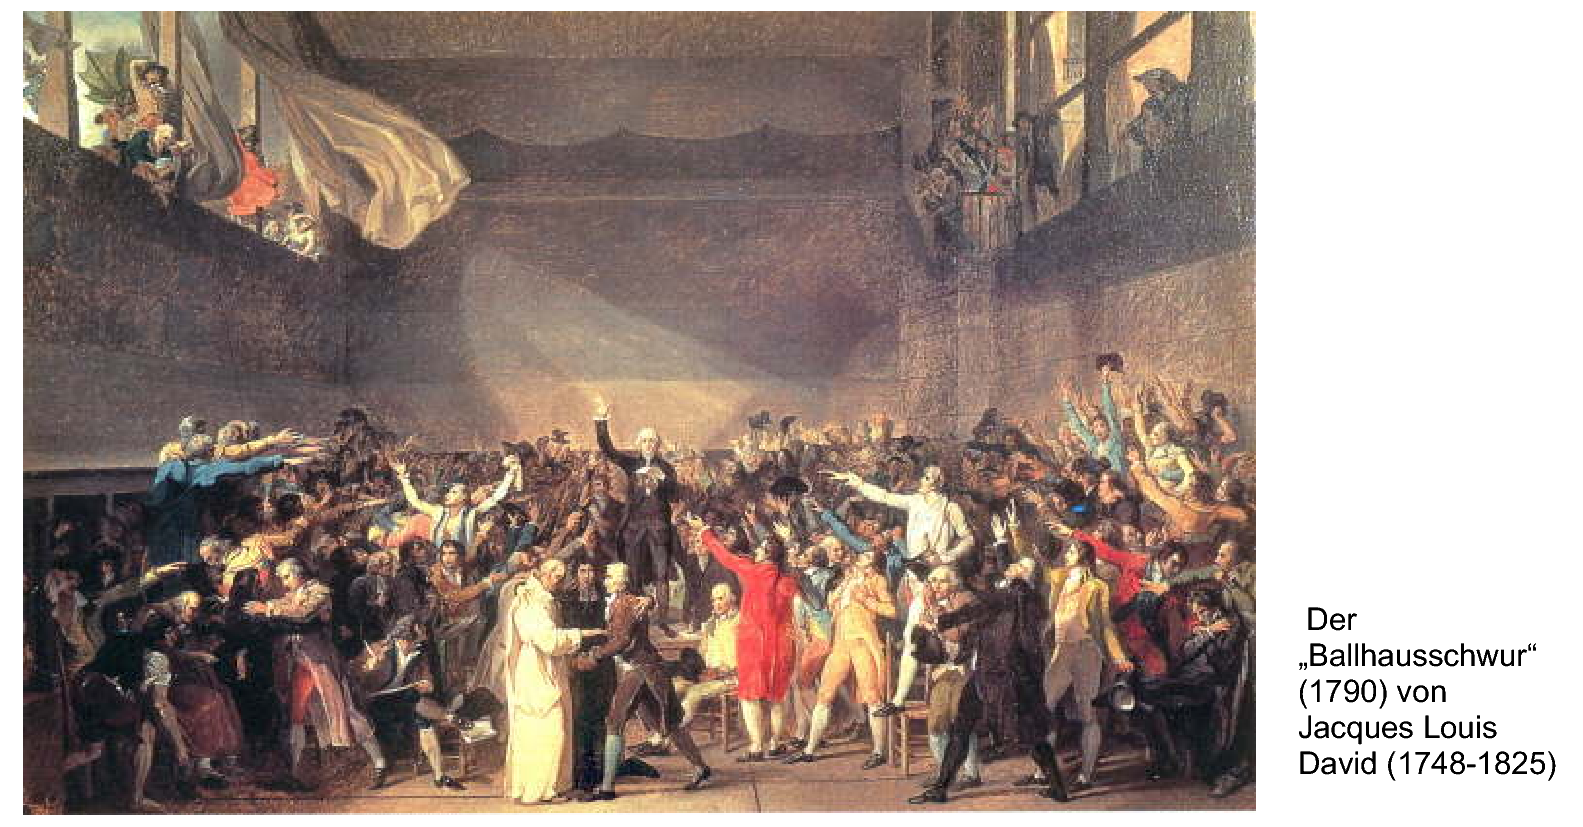 Der
„Ballhausschwur“
(1790) von
Jacques Louis
David (1748-1825)